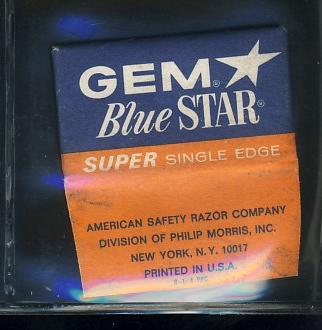 GEM®
Blue STAR®
SUPER SINGLE EDGE
AMERICAN SAFETY RAZOR COMPANY
DIVISION OF PHILIP MORRIS, INC.
NEW YORK, N.Y. 10017
PRINTED IN U.S.A.